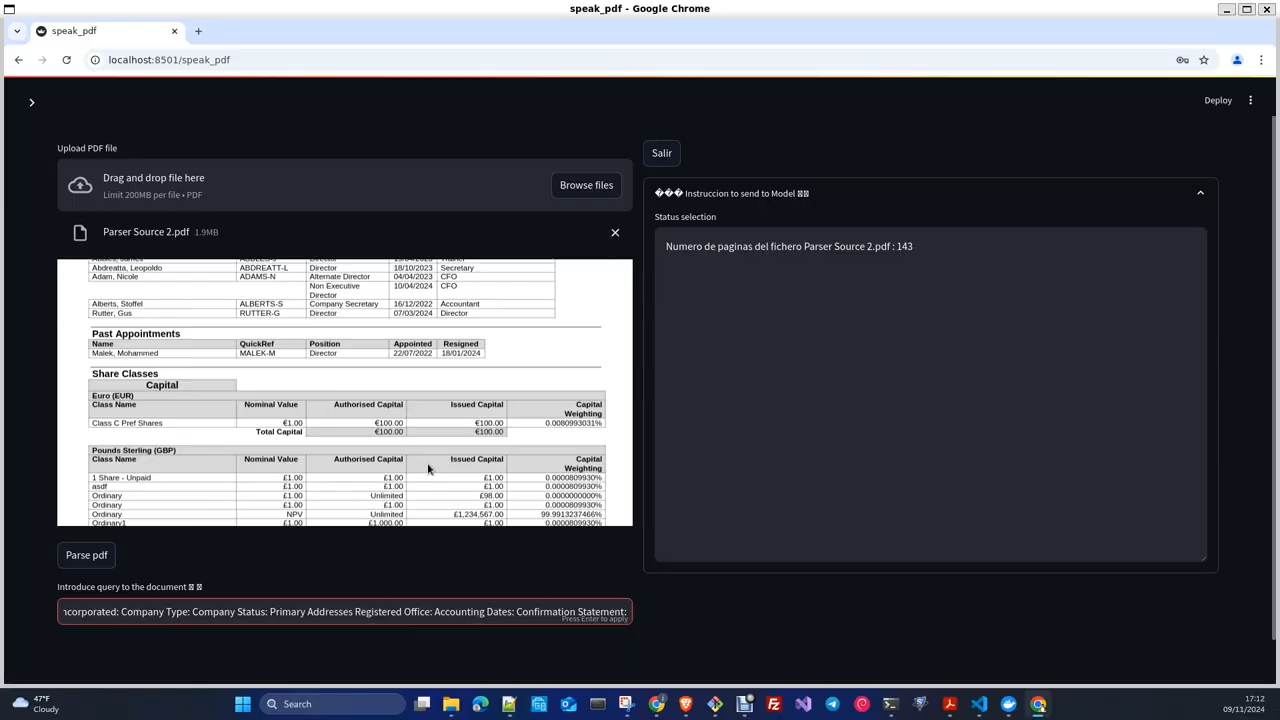 speak_pdf - Google Chrome
speak_pdf
localhost:8501/speak_pdf
Deploy
Upload PDF file
Drag and drop file here
Limit 200MB per file • PDF
Browse files
Parser Source 2.pdf 1.9MB
Abdreatta, Leopoldo ABDREATT-L Director 18/10/2023 Secretary
Adam, Nicole ADAMS-N Alternate Director 04/04/2023 CFO
Non Executive Director 10/04/2024 CFO
Alberts, Stoffel ALBERTS-S Company Secretary 16/12/2022 Accountant
Rutter, Gus RUTTER-G Director 07/03/2024 Director
Past Appointments
Name QuickRef Position Appointed Resigned
Malek, Mohammed MALEK-M Director 22/07/2022 18/01/2024
Share Classes
Capital
Euro (EUR)
Class Name Nominal Value Authorised Capital Issued Capital Capital Weighting
Class C Pref Shares €1.00 €100.00 €100.00 0.0080993031%
Total Capital €100.00 €100.00
Pounds Sterling (GBP)
Class Name Nominal Value Authorised Capital Issued Capital Capital Weighting
1 Share - Unpaid £1.00 £1.00 £1.00 0.0000809930%
asdf £1.00 £1.00 £1.00 0.0000809930%
Ordinary £1.00 Unlimited £98.00 0.0000000000%
Ordinary £1.00 £1.00 £1.00 0.0000809930%
Ordinary NPV Unlimited £1,234,567.00 99.9913237466%
Ordinary1 £1.00 £1,000.00 £1.00 0.0000809930%
Parse pdf
Introduce query to the document
ncorporated: Company Type: Company Status: Primary Addresses Registered Office: Accounting Dates: Confirmation Statement:
Press Enter to apply
Salir
Instruccion to send to Model
Status selection
Numero de paginas del fichero Parser Source 2.pdf : 143
47°F
Cloudy
Search
17:12
09/11/2024